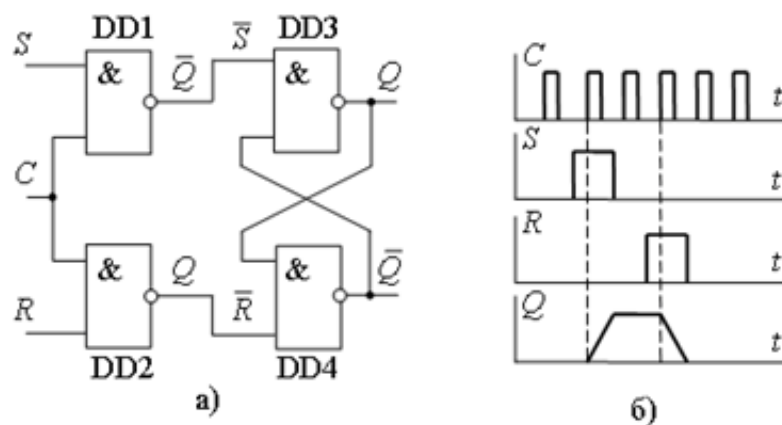 DD1 S̅ DD3
S & Q̅ & Q
C
& Q & Q̅
R R̅
DD2 DD4
а)
C t
S t
R t
Q t
б)